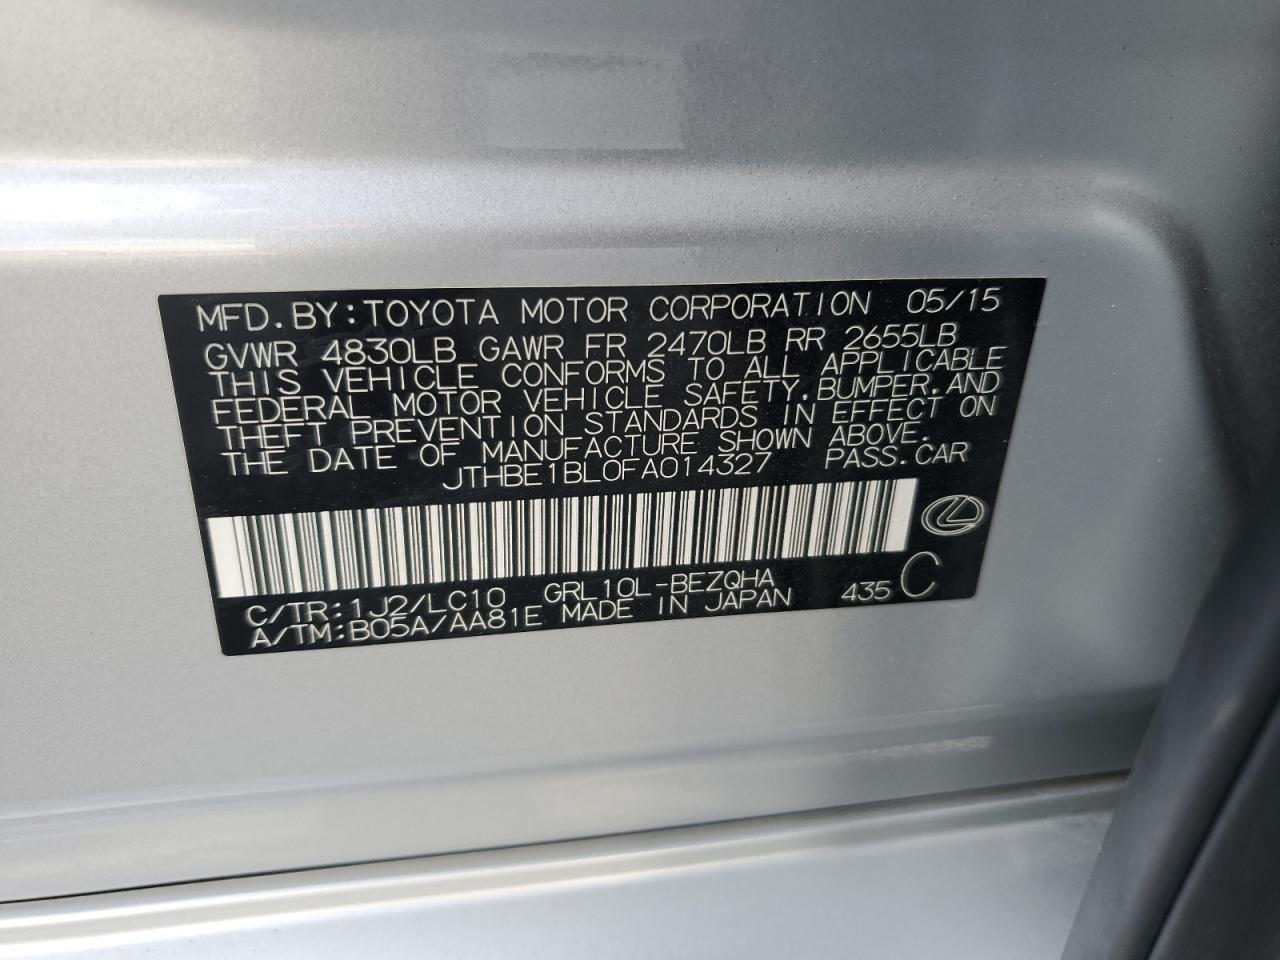 MFD.BY:TOYOTA MOTOR CORPORATION 05/15
GVWR 4830LB GAWR FR 2470LB RR 2655LB
THIS VEHICLE CONFORMS TO ALL APPLICABLE
FEDERAL MOTOR VEHICLE SAFETY,BUMPER,AND
THEFT PREVENTION STANDARDS IN EFFECT ON
THE DATE OF MANUFACTURE SHOWN ABOVE.
JTHBE1BL0FA014327 PASS.CAR
C/TR:1J2/LC10 GRL10L-BEZQHA
A/TM:B05A/AA81E MADE IN JAPAN 435 C